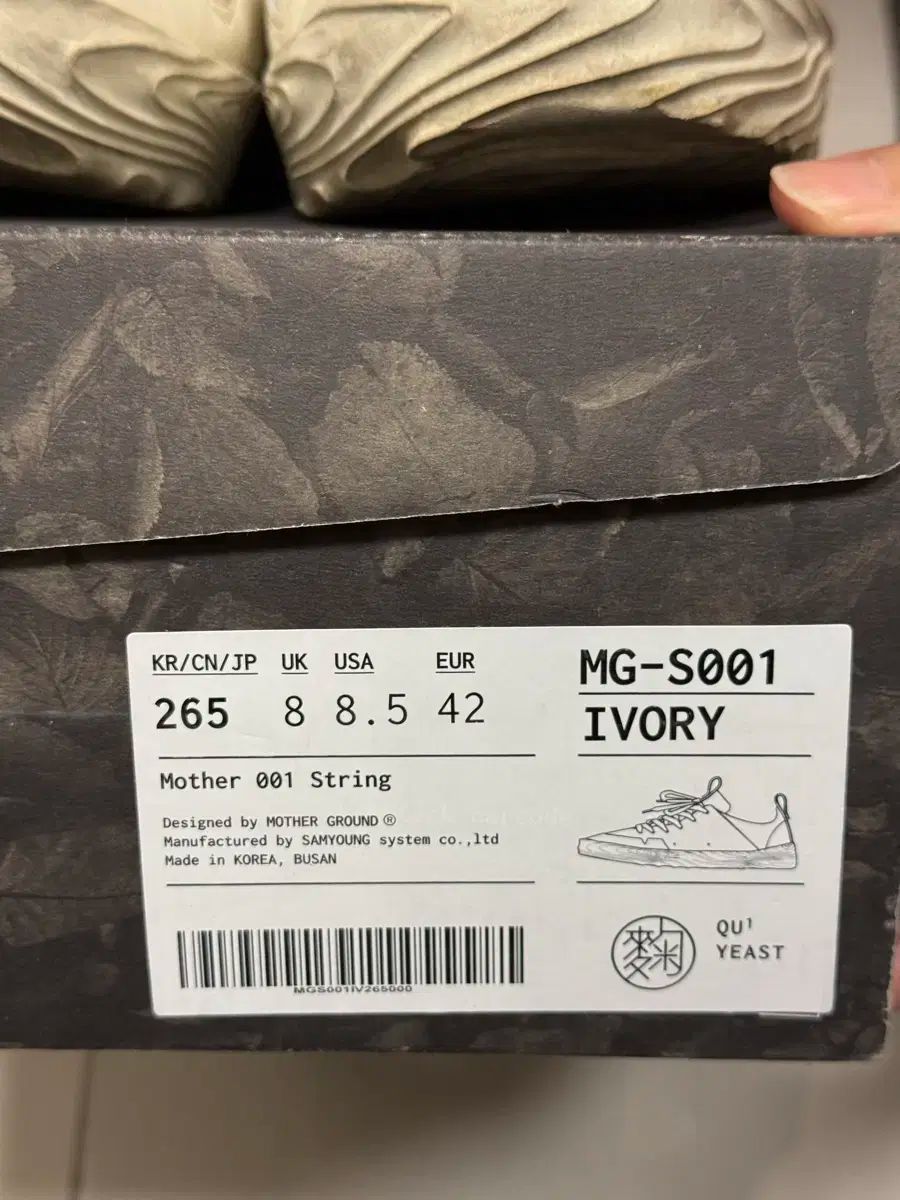 KR/CN/JP UK USA EUR
265 8 8.5 42
Mother 001 String
Designed by MOTHER GROUND®
Manufactured by SAMYOUNG system co.,ltd
Made in KOREA, BUSAN
MGS001IV265000
MG-S001
IVORY
麴
QU¹
YEAST